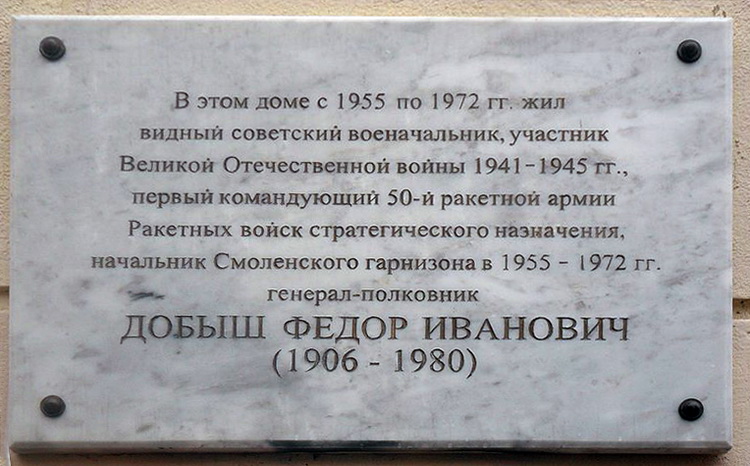 В этом доме с 1955 по 1972 гг. жил
видный советский военачальник, участник
Великой Отечественной войны 1941-1945 гг.,
первый командующий 50-й ракетной армии
Ракетных войск стратегического назначения,
начальник Смоленского гарнизона в 1955 - 1972 гг.
генерал-полковник
ДОБЫШ ФЕДОР ИВАНОВИЧ
(1906 - 1980)